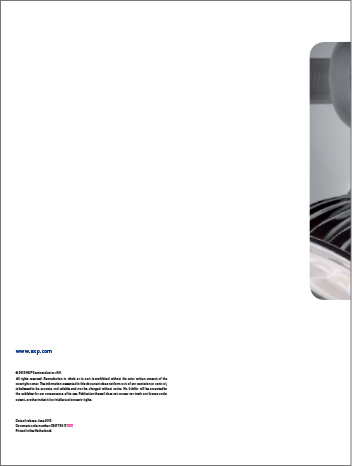 www.nxp.com
© 2010 NXP Semiconductors N.V.
All rights reserved. Reproduction in whole or in part is prohibited without the prior written consent of the
copyright owner. The information presented in this document does not form part of any quotation or contract,
is believed to be accurate and reliable and may be changed without notice. No liability will be accepted by
the publisher for any consequence of its use. Publication thereof does not convey nor imply any license under
patent- or other industrial or intellectual property rights.
Date of release: June 2010
Document order number: 9397 750
Printed in the Netherlands